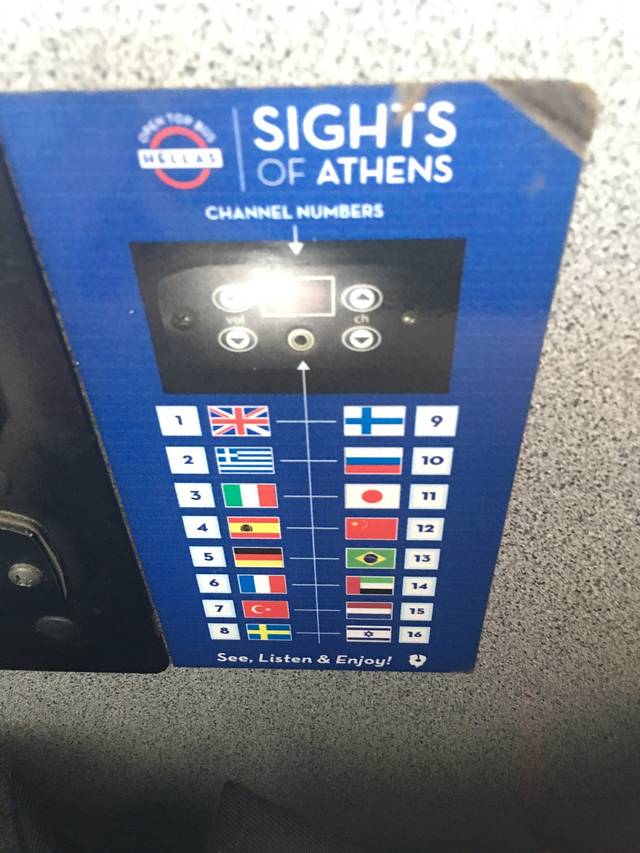 OPEN TOP BUS
HELLAS
SIGHTS
OF ATHENS
CHANNEL NUMBERS
vol ch
1 9
2 10
3 11
4 12
5 13
6 14
7 15
8 16
See, Listen & Enjoy!